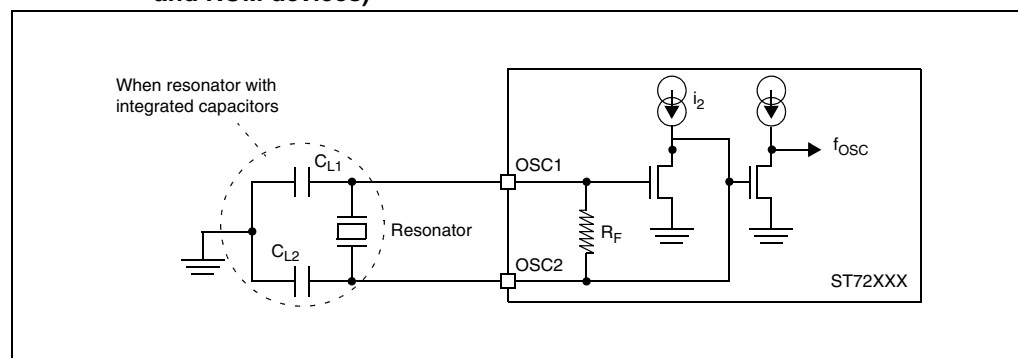 and ROM devices)
When resonator with
integrated capacitors
i2
fOSC
CL1
OSC1
Resonator
RF
CL2
OSC2
ST72XXX